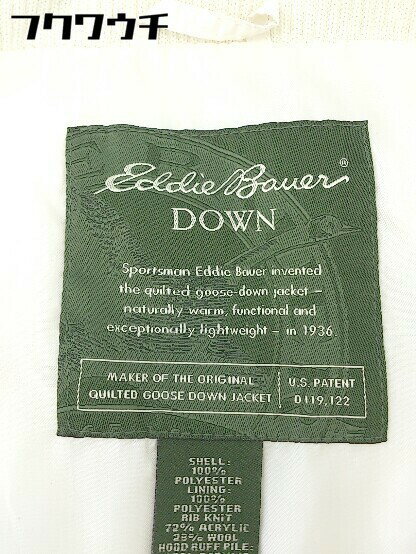 フクワウチ
Eddie Bauer®
DOWN
Sportsman Eddie Bauer invented
the quilted goose-down jacket –
naturally warm, functional and
exceptionally lightweight – in 1936
MAKER OF THE ORIGINAL
QUILTED GOOSE DOWN JACKET
U.S. PATENT
D119,122
SHELL:
100%
POLYESTER
LINING:
100%
POLYESTER
RIB KNIT
72% ACRYLIC
28% WOOL
HOOD RUFF PILE: